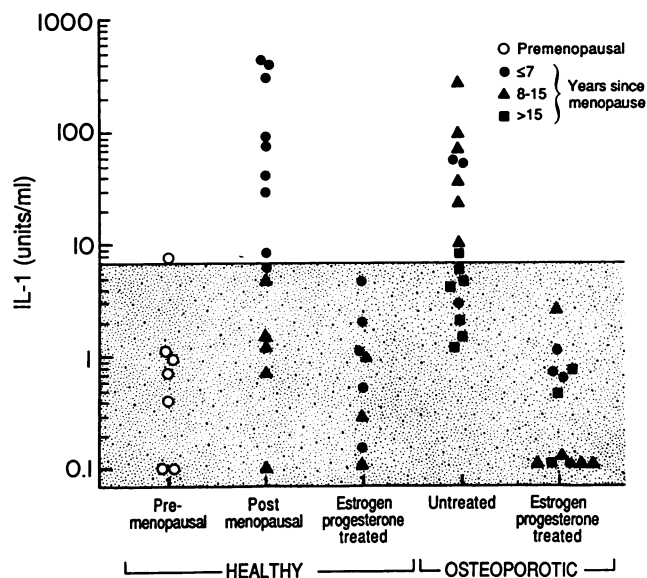 1000
100
10
1
0.1
IL-1 (units/ml)
Premenopausal
≤7
8-15
>15
Years since
menopause
Pre-
menopausal
Post
menopausal
Estrogen
progesterone
treated
Untreated
Estrogen
progesterone
treated
HEALTHY
OSTEOPOROTIC